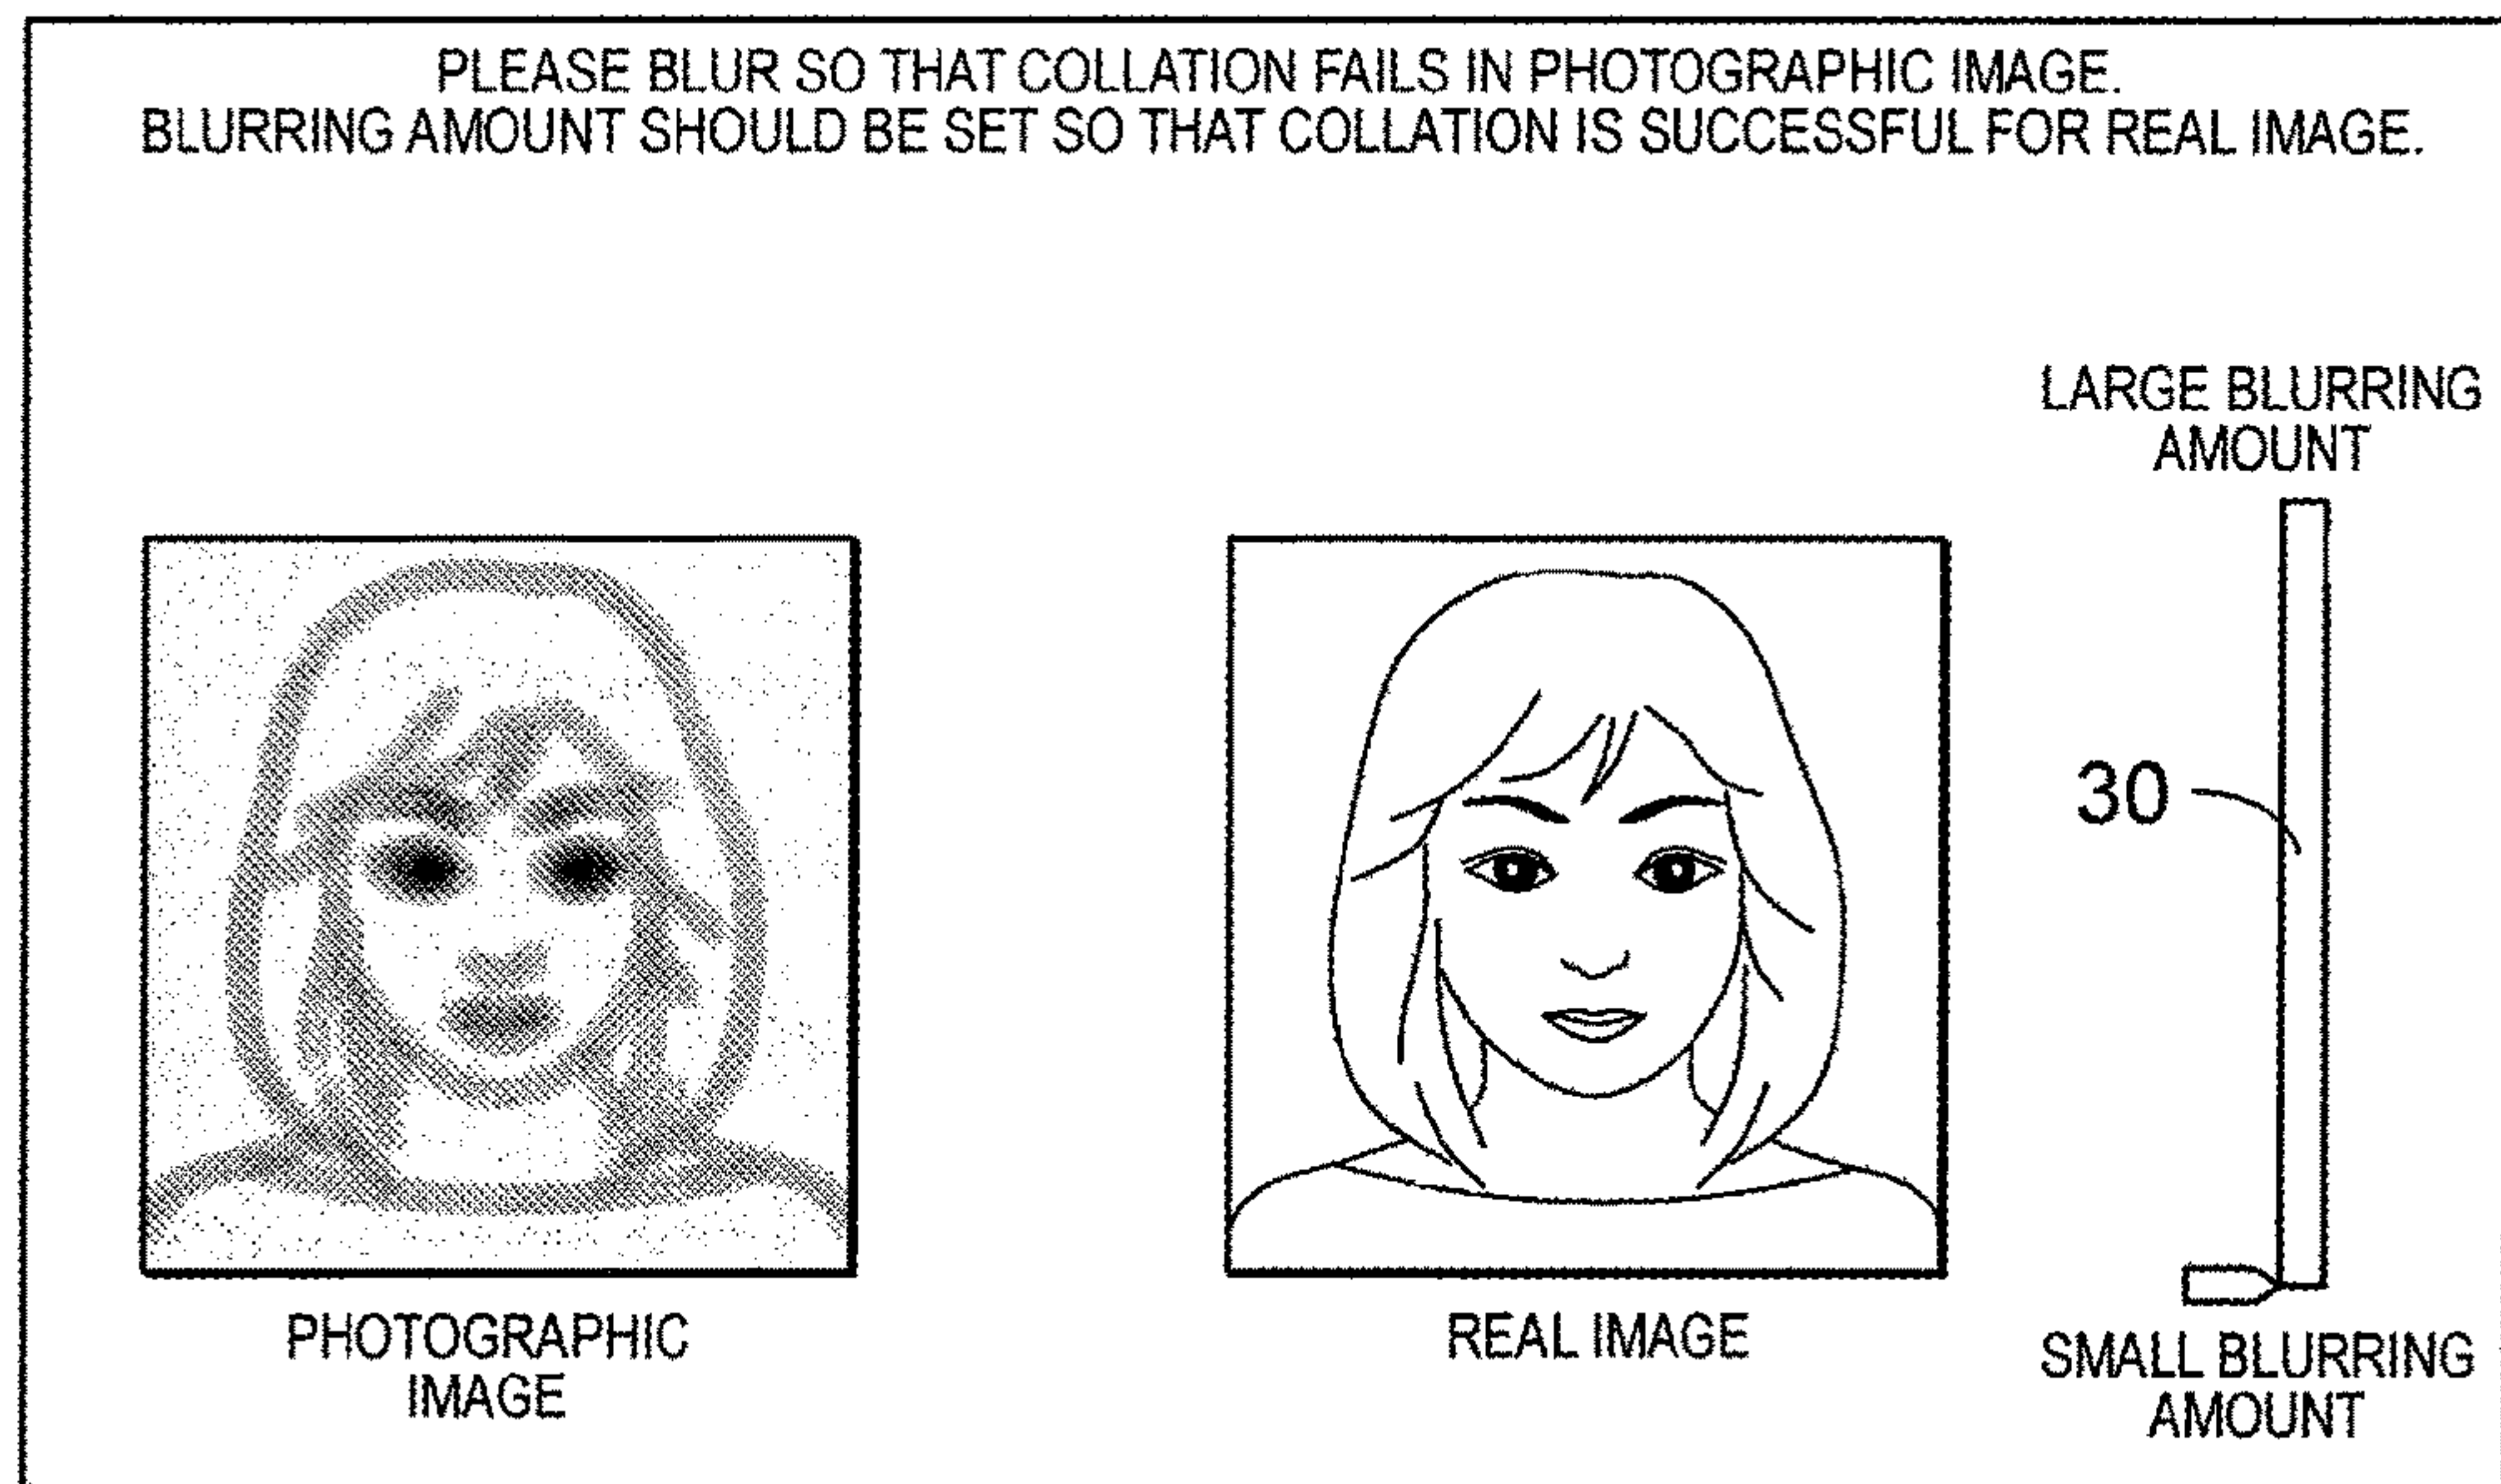 PLEASE BLUR SO THAT COLLATION FAILS IN PHOTOGRAPHIC IMAGE.
BLURRING AMOUNT SHOULD BE SET SO THAT COLLATION IS SUCCESSFUL FOR REAL IMAGE.
LARGE BLURRING
AMOUNT
30
PHOTOGRAPHIC
IMAGE
REAL IMAGE
SMALL BLURRING
AMOUNT